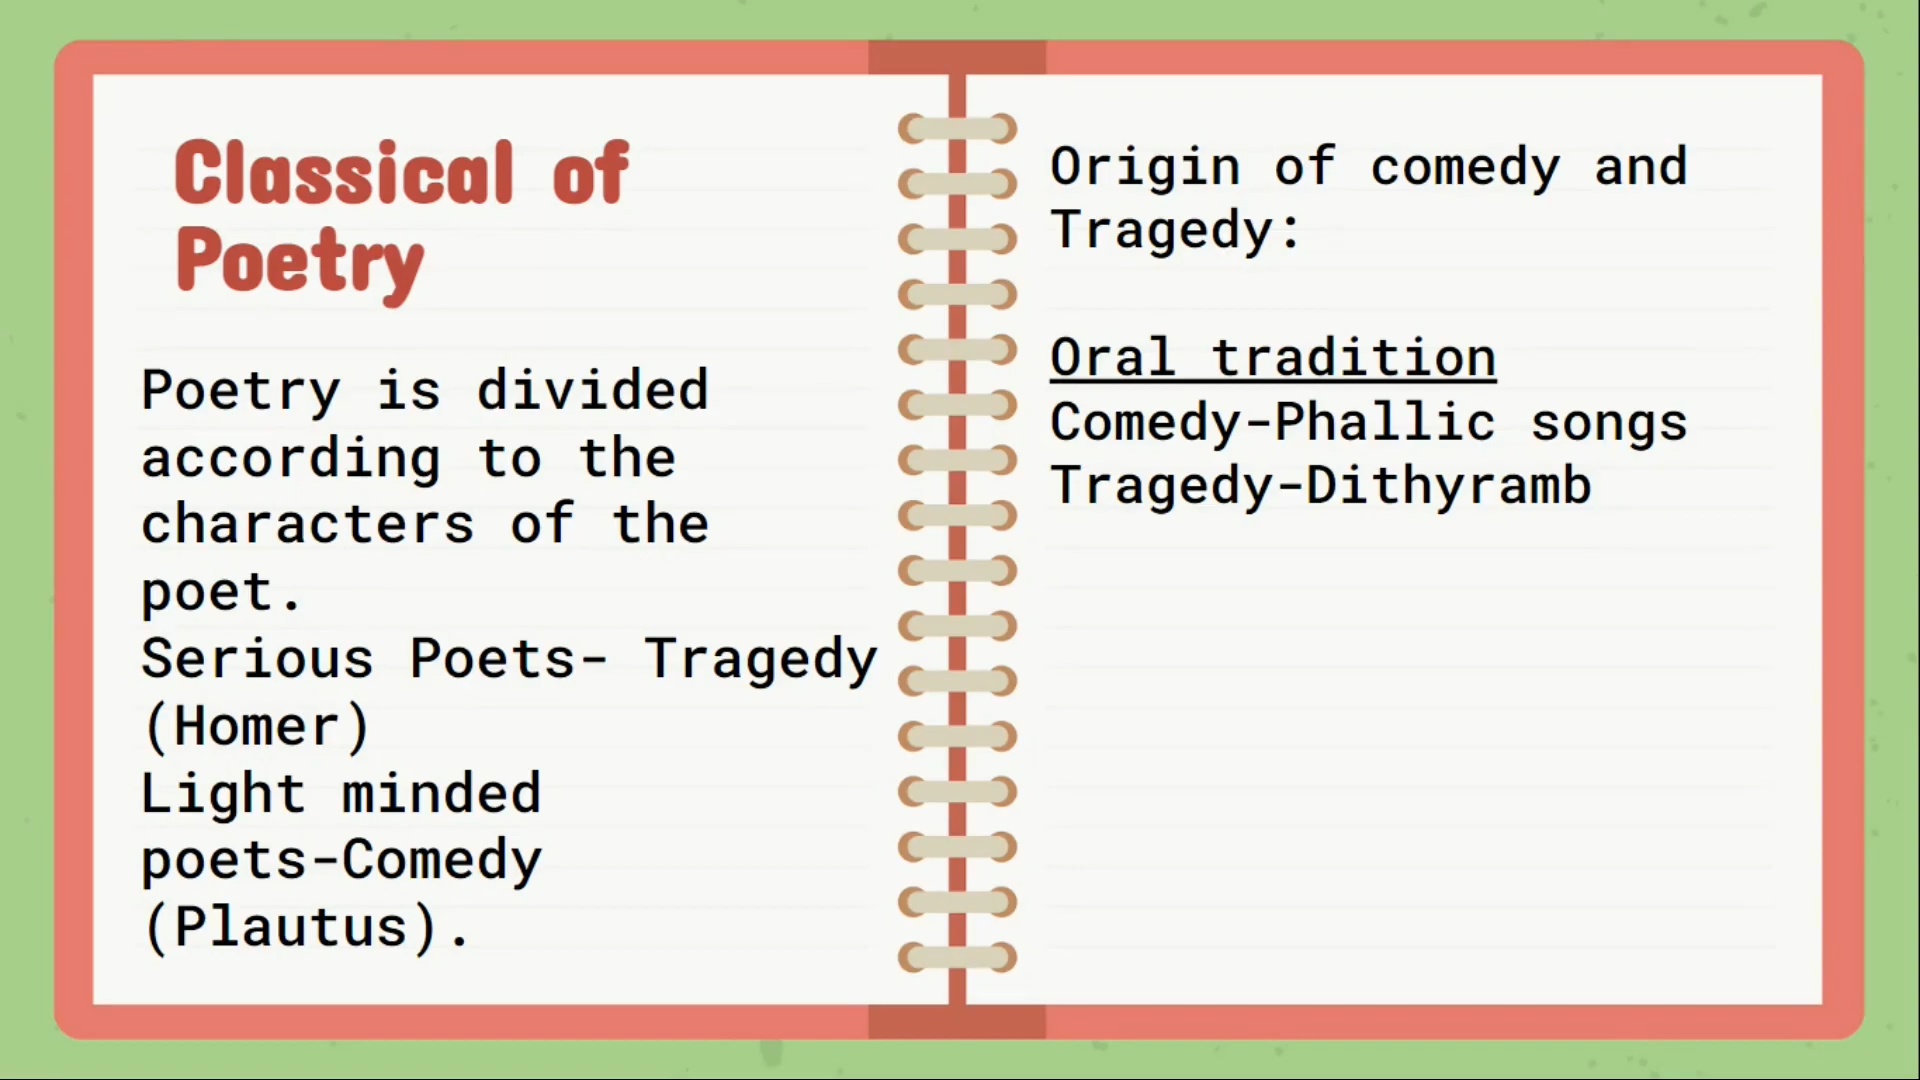 Classical of
Poetry
Poetry is divided
according to the
characters of the
poet.
Serious Poets- Tragedy
(Homer)
Light minded
poets-Comedy
(Plautus).
Origin of comedy and
Tragedy:
Oral tradition
Comedy-Phallic songs
Tragedy-Dithyramb